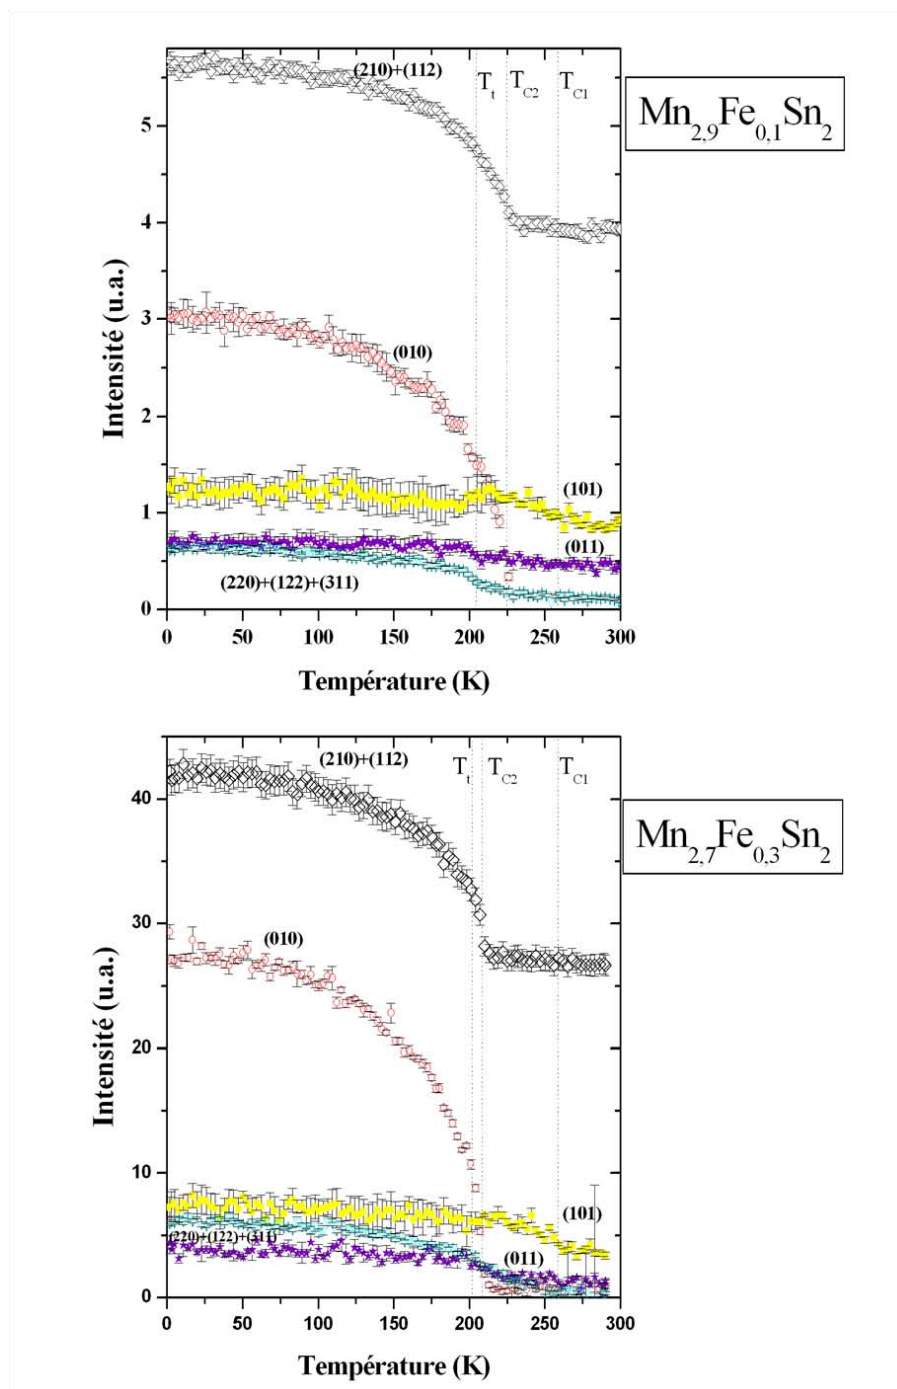 (210)+(112)
T_t T_C2 T_C1
Mn_2,9Fe_0,1Sn_2
5
4
3
2
1
0
Intensité (u.a.)
(010)
(101)
(011)
(220)+(122)+(311)
0 50 100 150 200 250 300
Température (K)
(210)+(112)
T_t T_C2 T_C1
Mn_2,7Fe_0,3Sn_2
40
30
20
10
0
Intensité (u.a.)
(010)
(101)
(220)+(122)+(311)
(011)
0 50 100 150 200 250 300
Température (K)